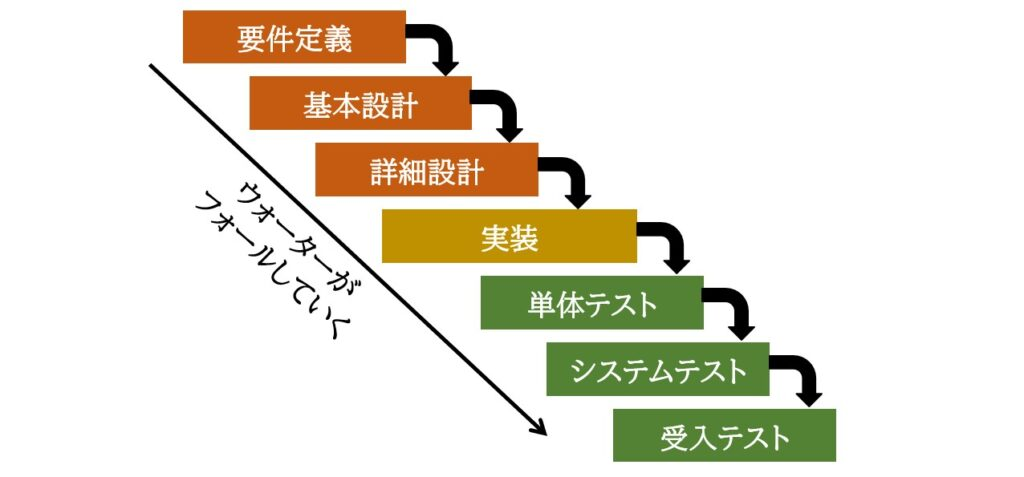 要件定義
基本設計
詳細設計
実装
単体テスト
システムテスト
受入テスト
ウォーターが
フォールしていく